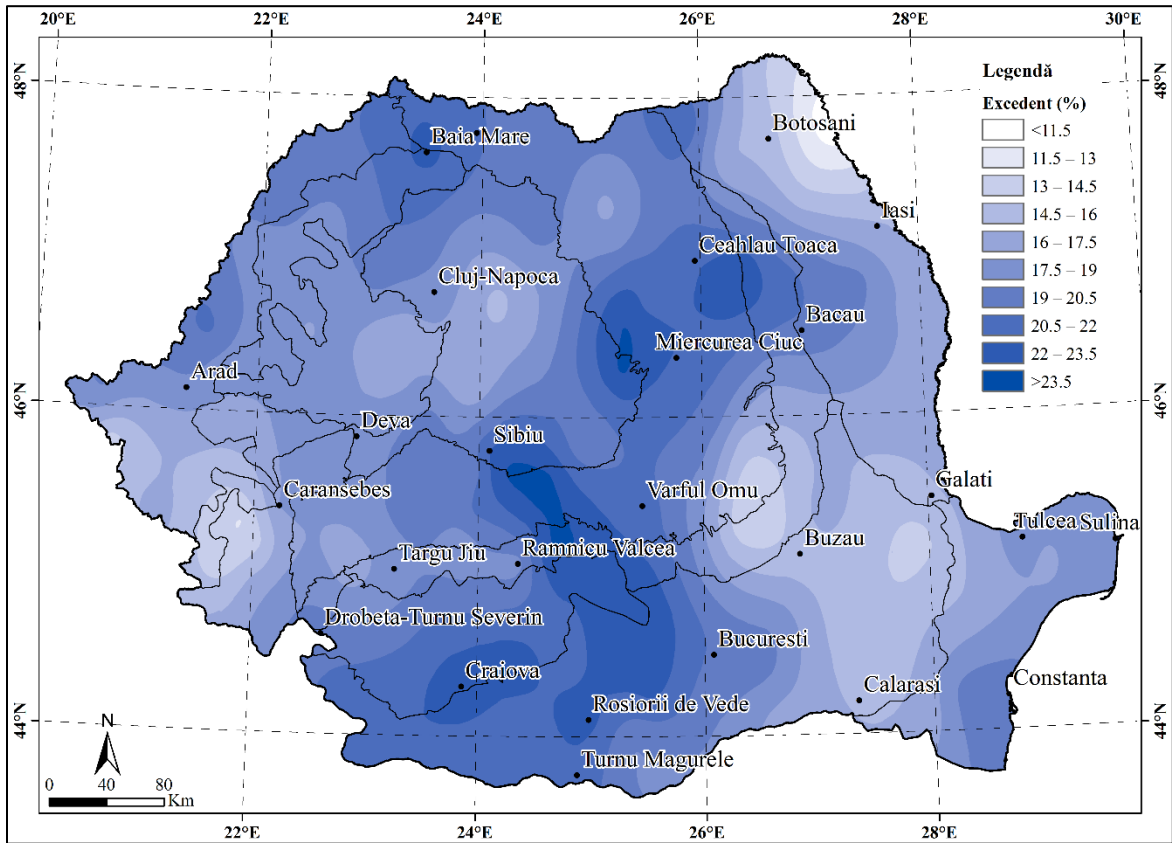 20°E 22°E 24°E 26°E 28°E 30°E
48°N
48°N
Legendă
Excedent (%)
<11.5
11.5 – 13
13 – 14.5
14.5 – 16
16 – 17.5
17.5 – 19
19 – 20.5
20.5 – 22
22 – 23.5
>23.5
Botosani
Baia Mare
Iasi
Ceahlau Toaca
Cluj-Napoca
Bacau
Miercurea Ciuc
Arad
46°N
46°N
Deva
Sibiu
Galati
Caransebes
Varful Omu
Tulcea
Sulina
Targu Jiu
Ramnicu Valcea
Buzau
Drobeta-Turnu Severin
Bucuresti
Craiova
Constanta
Calarasi
Rosiorii de Vede
44°N
44°N
N
Turnu Magurele
0 40 80
Km
22°E 24°E 26°E 28°E